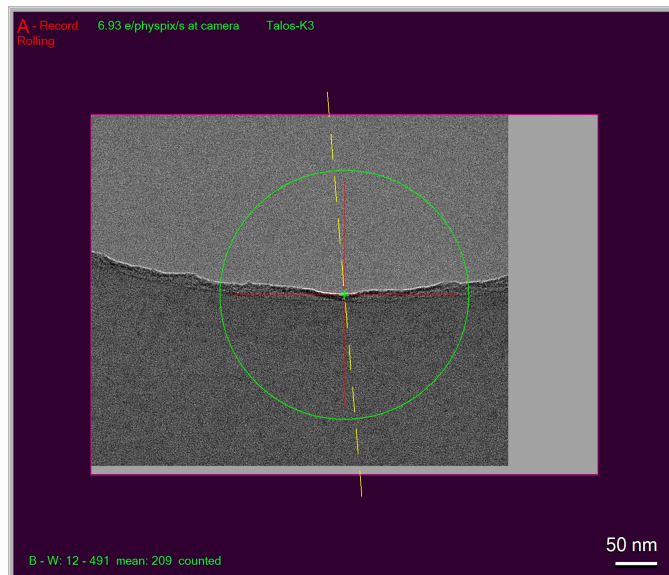 A - Record 6.93 e/physpix/s at camera Talos-K3
Rolling
B - W: 12 - 491 mean: 209 counted
50 nm